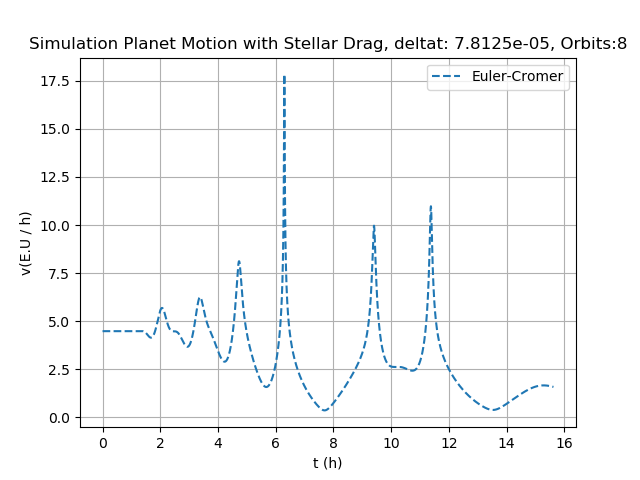 Simulation Planet Motion with Stellar Drag, deltat: 7.8125e-05, Orbits:8
Euler-Cromer
17.5
15.0
12.5
10.0
7.5
5.0
2.5
0.0
v(E.U / h)
0 2 4 6 8 10 12 14 16
t (h)